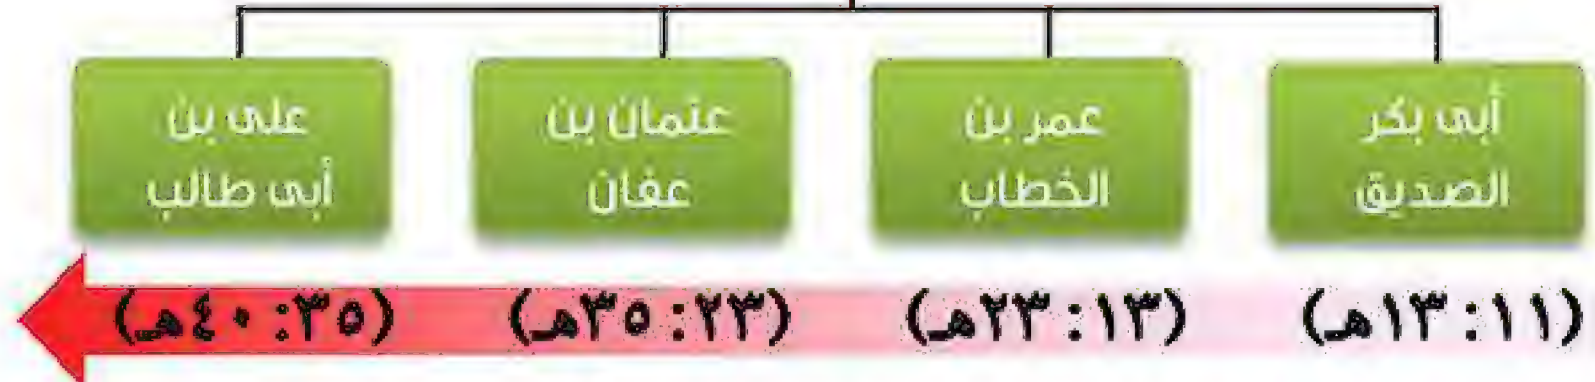 أبى بكر
الصديق
عمر بن
الخطاب
عثمان بن
عفان
على بن
أبى طالب
(١١ : ١٣هـ)
(١٣ : ٢٣هـ)
(٢٣ : ٣٥هـ)
(٣٥ : ٤٠هـ)